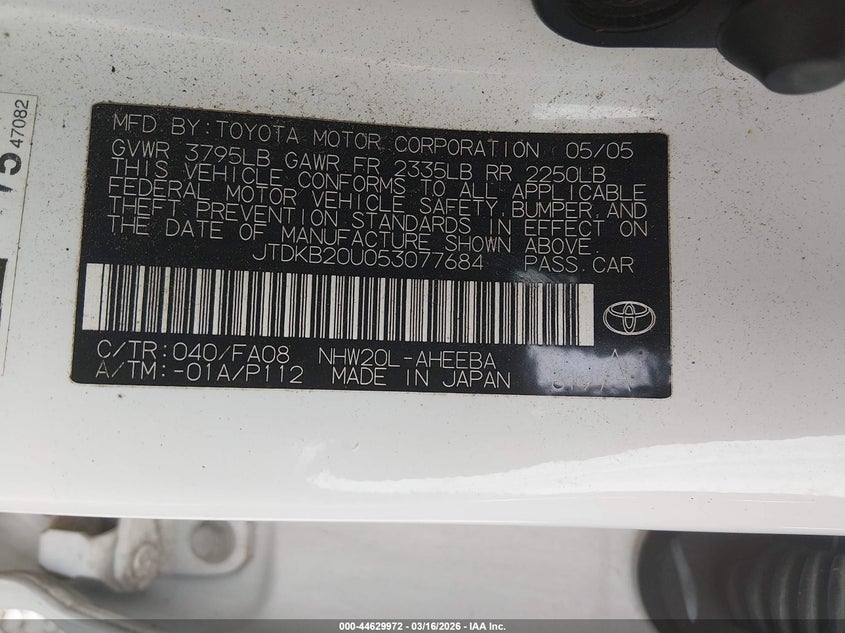 47082
MFD BY: TOYOTA MOTOR CORPORATION 05/05
GVWR 3795LB GAWR FR 2335LB RR 2250LB
THIS VEHICLE CONFORMS TO ALL APPLICABLE
FEDERAL MOTOR VEHICLE SAFETY, BUMPER, AND
THEFT PREVENTION STANDARDS IN EFFECT ON
THE DATE OF MANUFACTURE SHOWN ABOVE.
JTDKB20U053077684 PASS. CAR
C/TR: 040/FA08 NHW20L-AHEEBA
A/TM: -01A/P112 MADE IN JAPAN
000-44629972 | 03/16/2026 | IAA Inc.